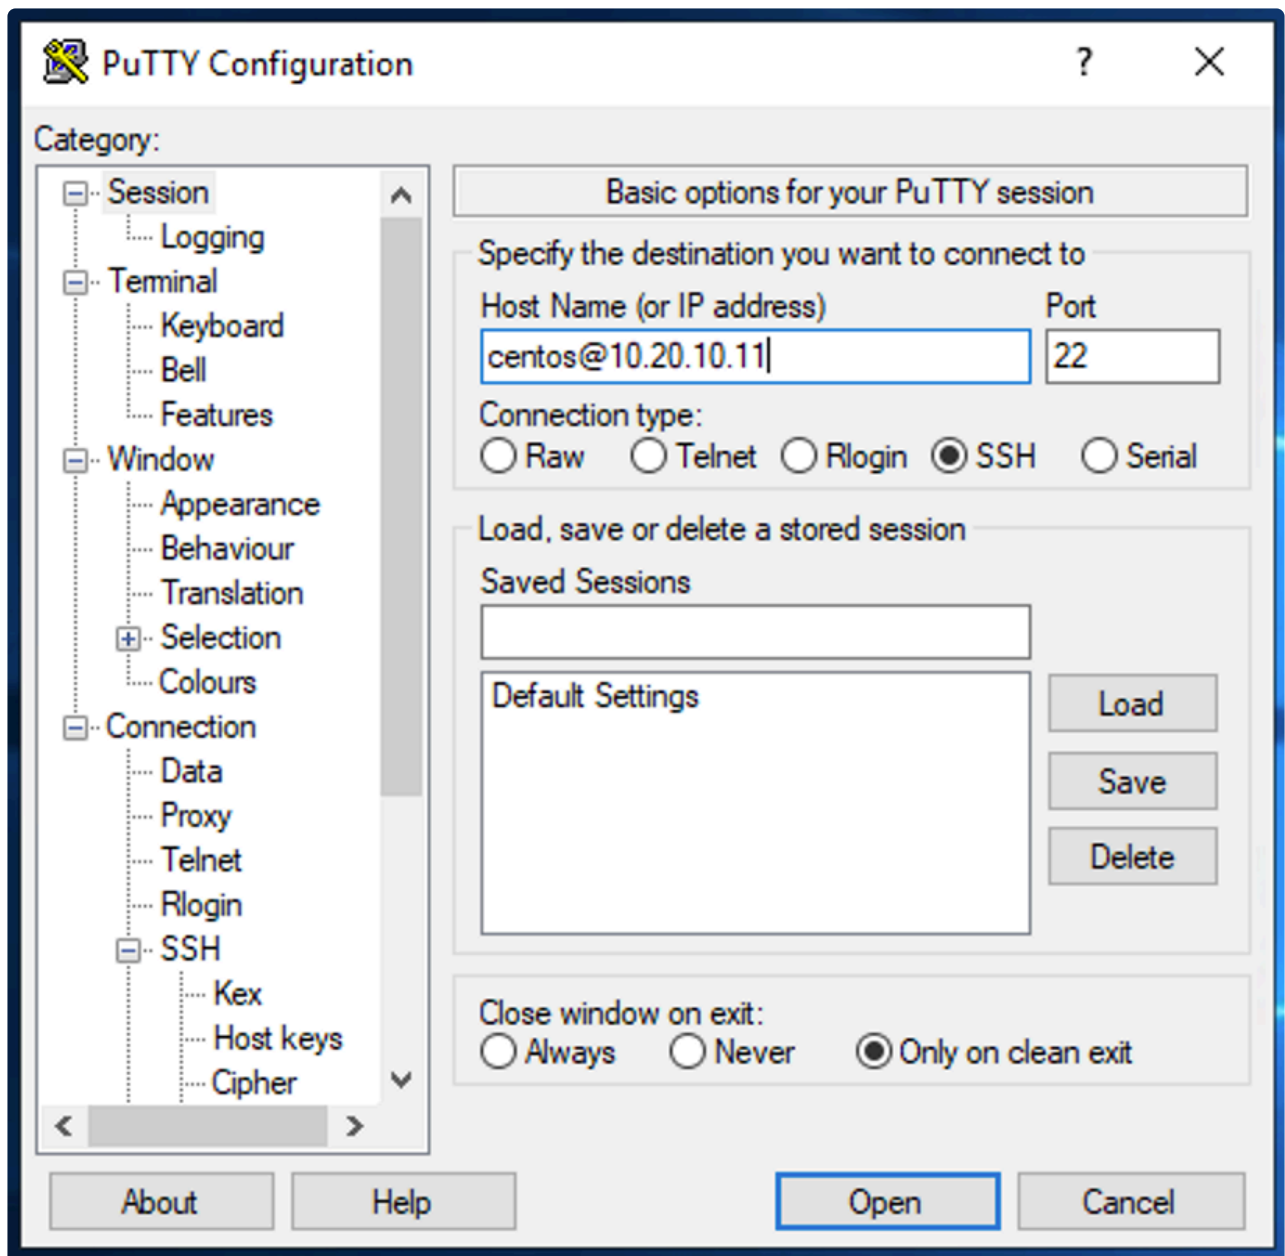 PuTTY Configuration
?
Category:
Session
Logging
Terminal
Keyboard
Bell
Features
Window
Appearance
Behaviour
Translation
Selection
Colours
Connection
Data
Proxy
Telnet
Rlogin
SSH
Kex
Host keys
Cipher
Basic options for your PuTTY session
Specify the destination you want to connect to
Host Name (or IP address) Port
centos@10.20.10.11 22
Connection type:
Raw Telnet Rlogin SSH Serial
Load, save or delete a stored session
Saved Sessions
Default Settings
Load
Save
Delete
Close window on exit:
Always Never Only on clean exit
About Help Open Cancel